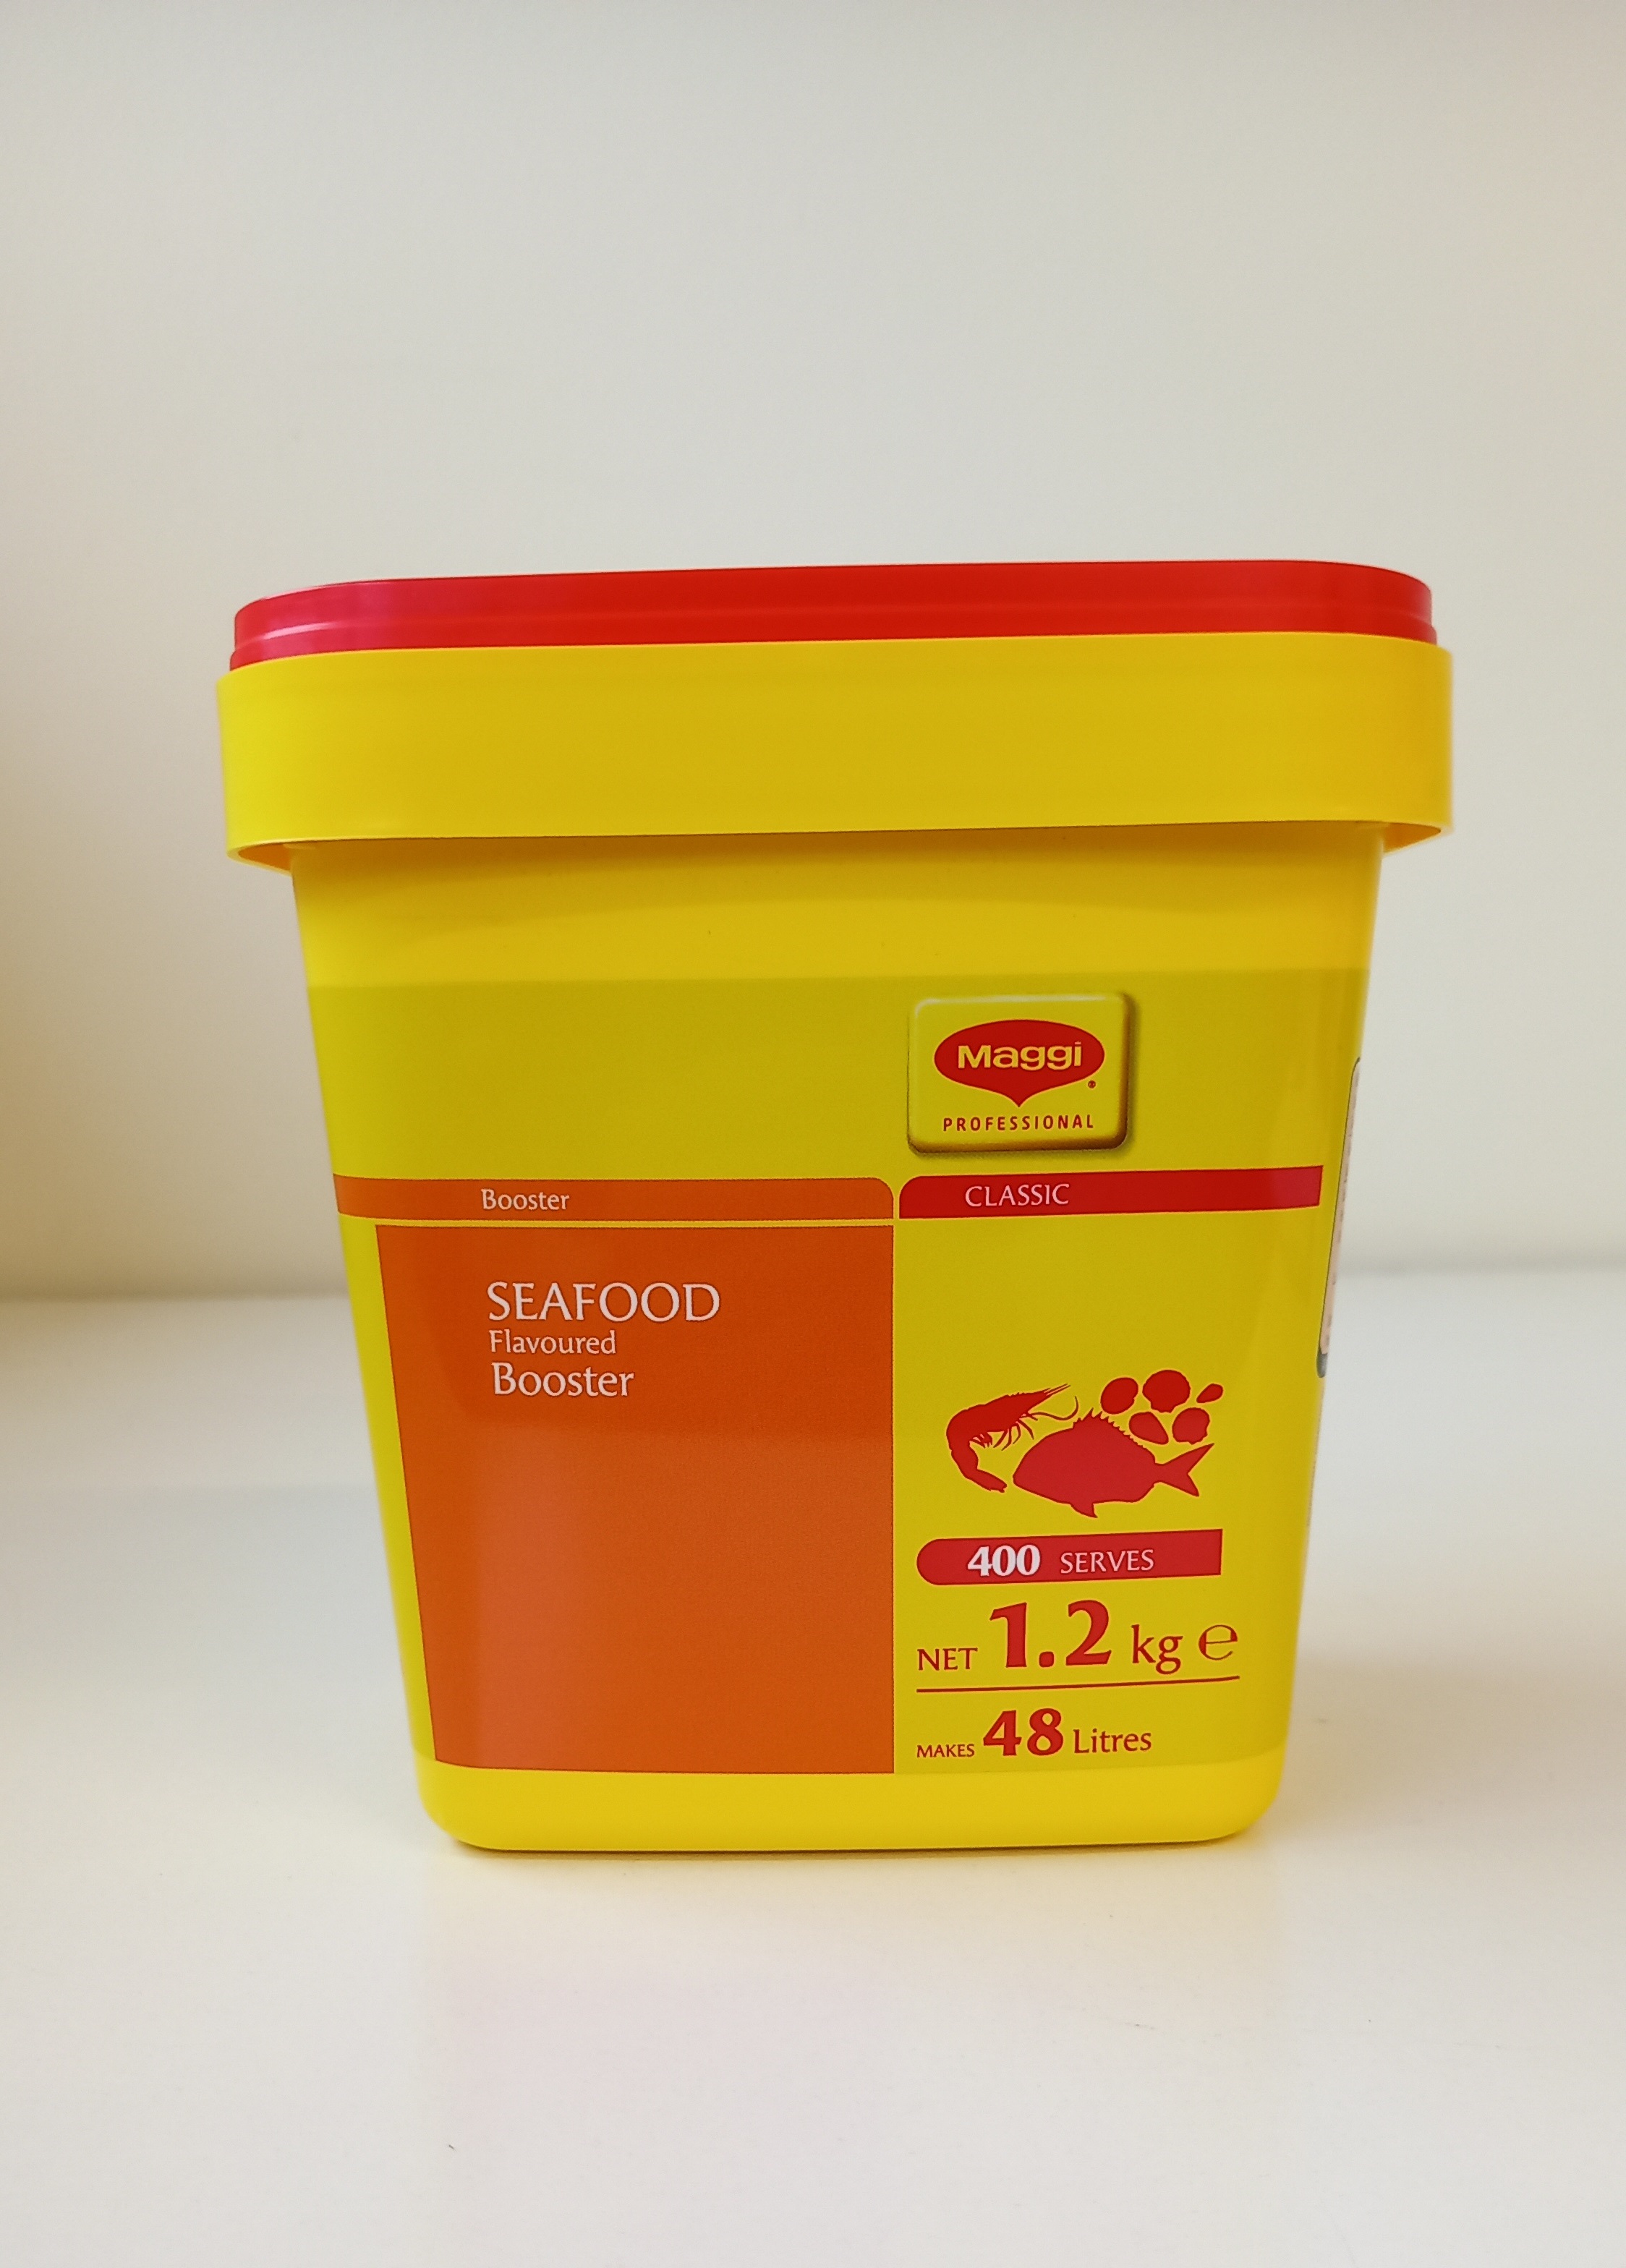 Maggi
PROFESSIONAL
Booster
CLASSIC
SEAFOOD
Flavoured
Booster
400 SERVES
NET 1.2 kg ℮
MAKES 48 Litres